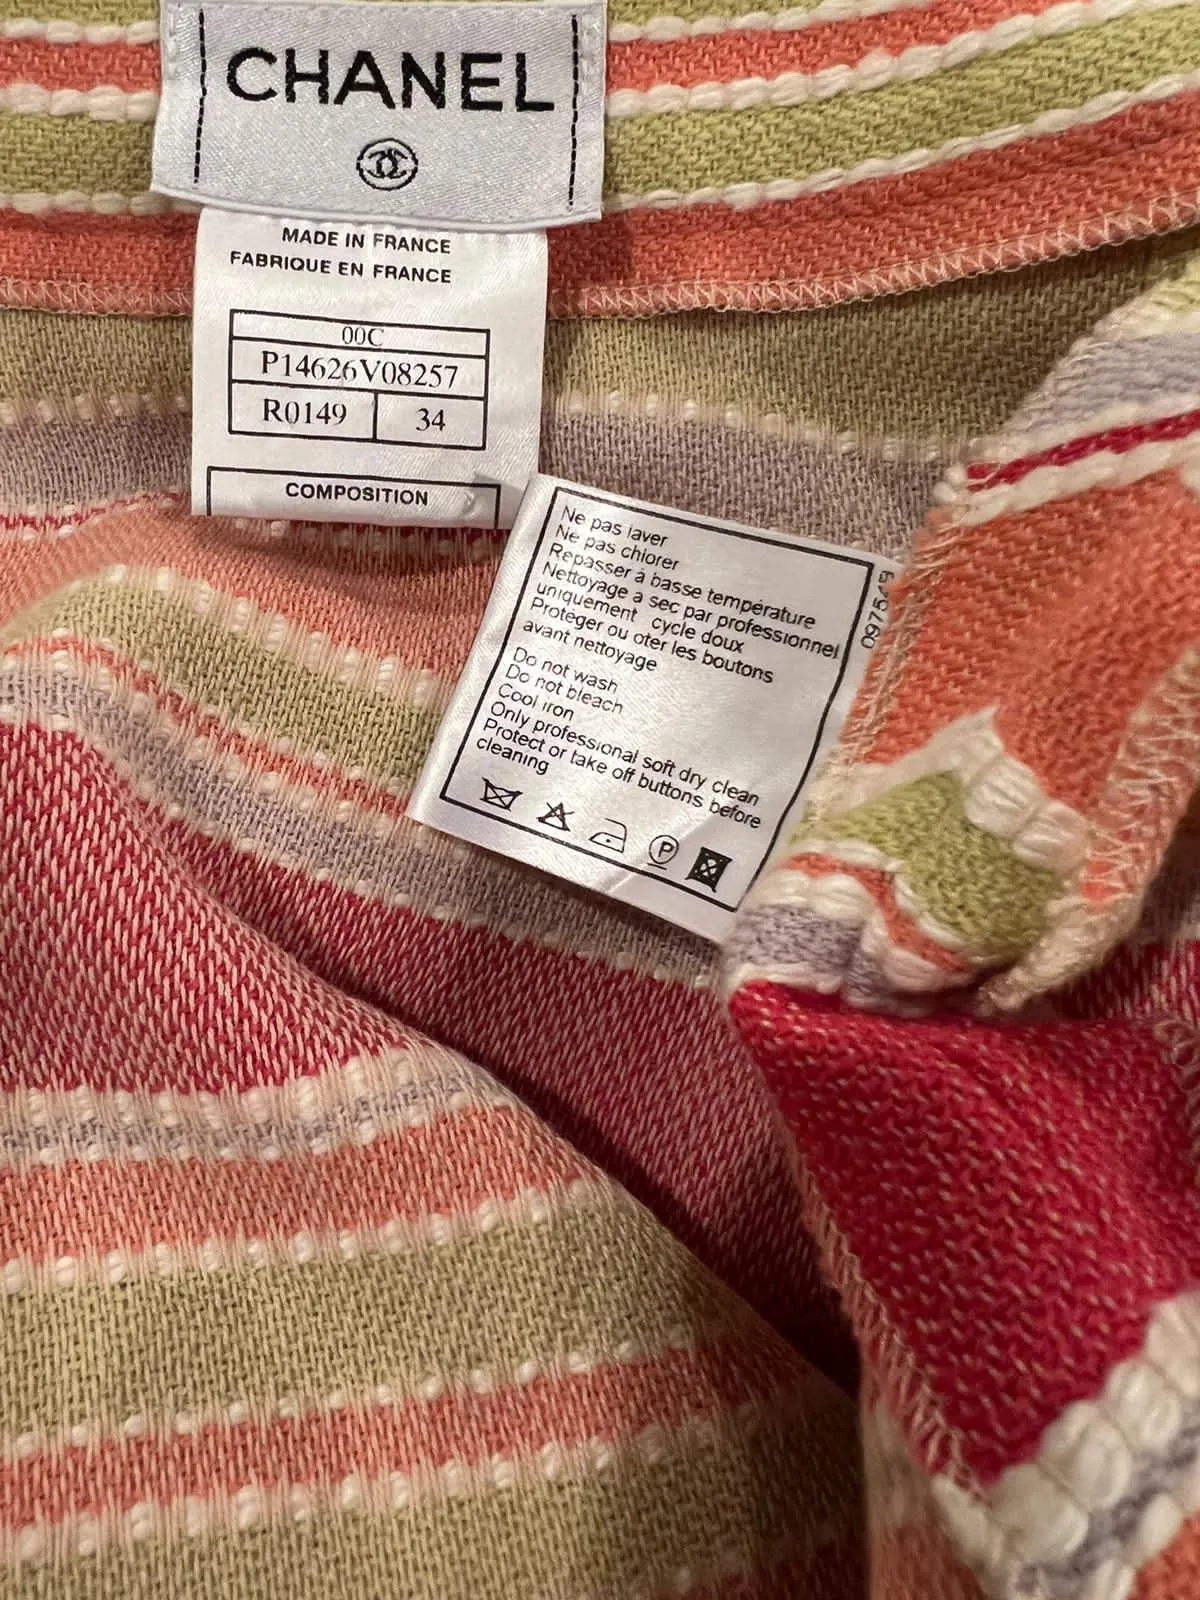 CHANEL
MADE IN FRANCE
FABRIQUE EN FRANCE
00C
P14626V08257
R0149 34
COMPOSITION
Ne pas laver
Ne pas chlorer
Repasser à basse température
Nettoyage a sec par professionnel
uniquement cycle doux
Protéger ou oter les boutons
avant nettoyage
Do not wash
Do not bleach
Cool iron
Only professional soft dry clean
Protect or take off buttons before
cleaning
P
097545